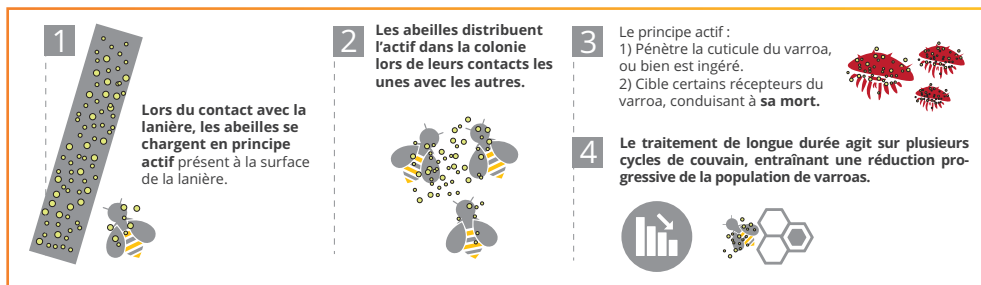 1
Lors du contact avec la
lanière, les abeilles se
chargent en principe
actif présent à la surface
de la lanière.
2
Les abeilles distribuent
l'actif dans la colonie
lors de leurs contacts les
unes avec les autres.
3
Le principe actif :
1) Pénètre la cuticule du varroa,
ou bien est ingéré.
2) Cible certains récepteurs du
varroa, conduisant à sa mort.
4
Le traitement de longue durée agit sur plusieurs
cycles de couvain, entraînant une réduction pro-
gressive de la population de varroas.